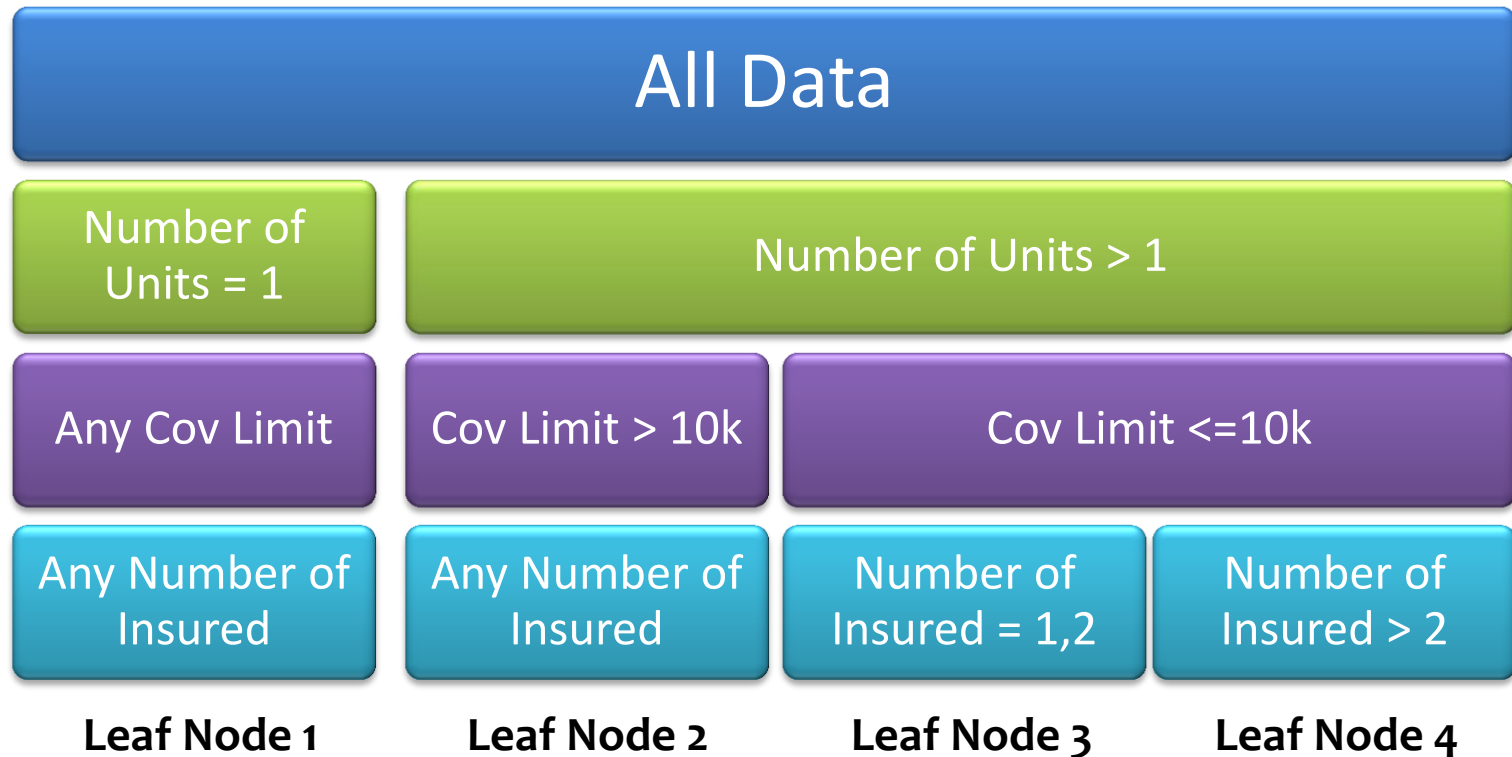 All Data
Number of
Units = 1
Number of Units > 1
Any Cov Limit
Cov Limit > 10k
Cov Limit <=10k
Any Number of
Insured
Any Number of
Insured
Number of
Insured = 1,2
Number of
Insured > 2
Leaf Node 1
Leaf Node 2
Leaf Node 3
Leaf Node 4